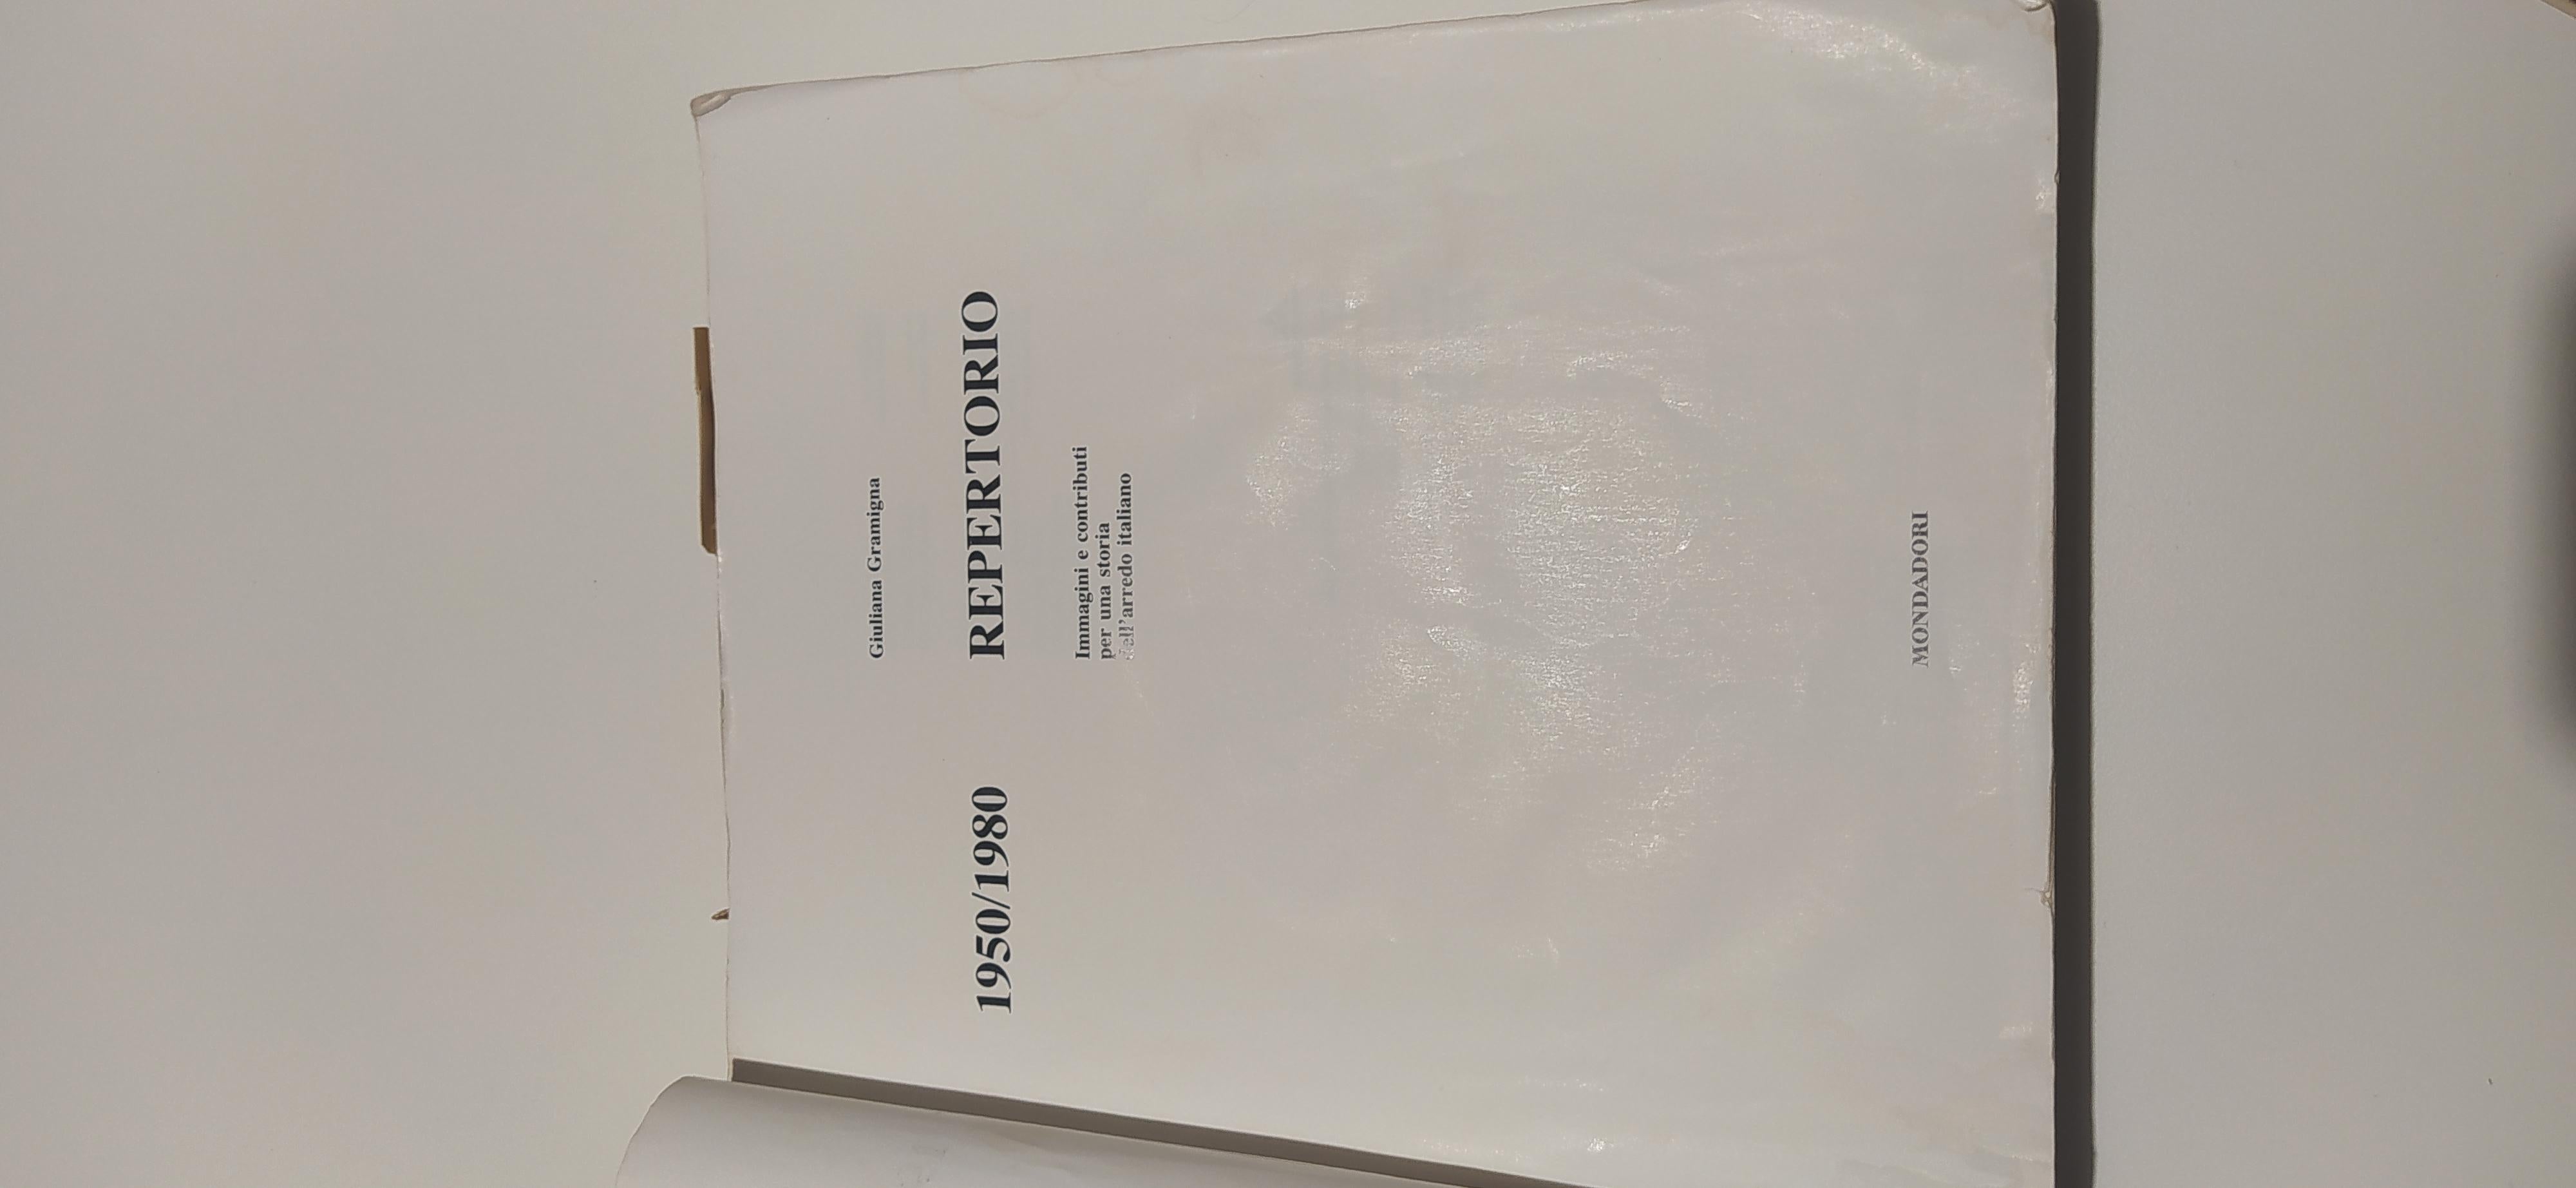 Giuliana Gramigna
1950/1980 REPERTORIO
Immagini e contributi
per una storia
dell'arredo italiano
MONDADORI